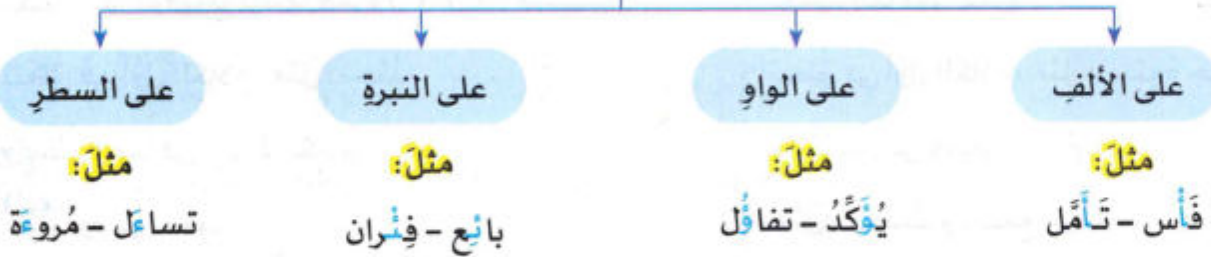 على الألفِ
على الواوِ
على النبرةِ
على السطرِ
مثلَ:
مثلَ:
مثلَ:
مثلَ:
فَأْس – تَأَمَّل
يُؤَكِّدُ – تفاؤُل
بائِع – فِئْران
تساءَل – مُروءَة